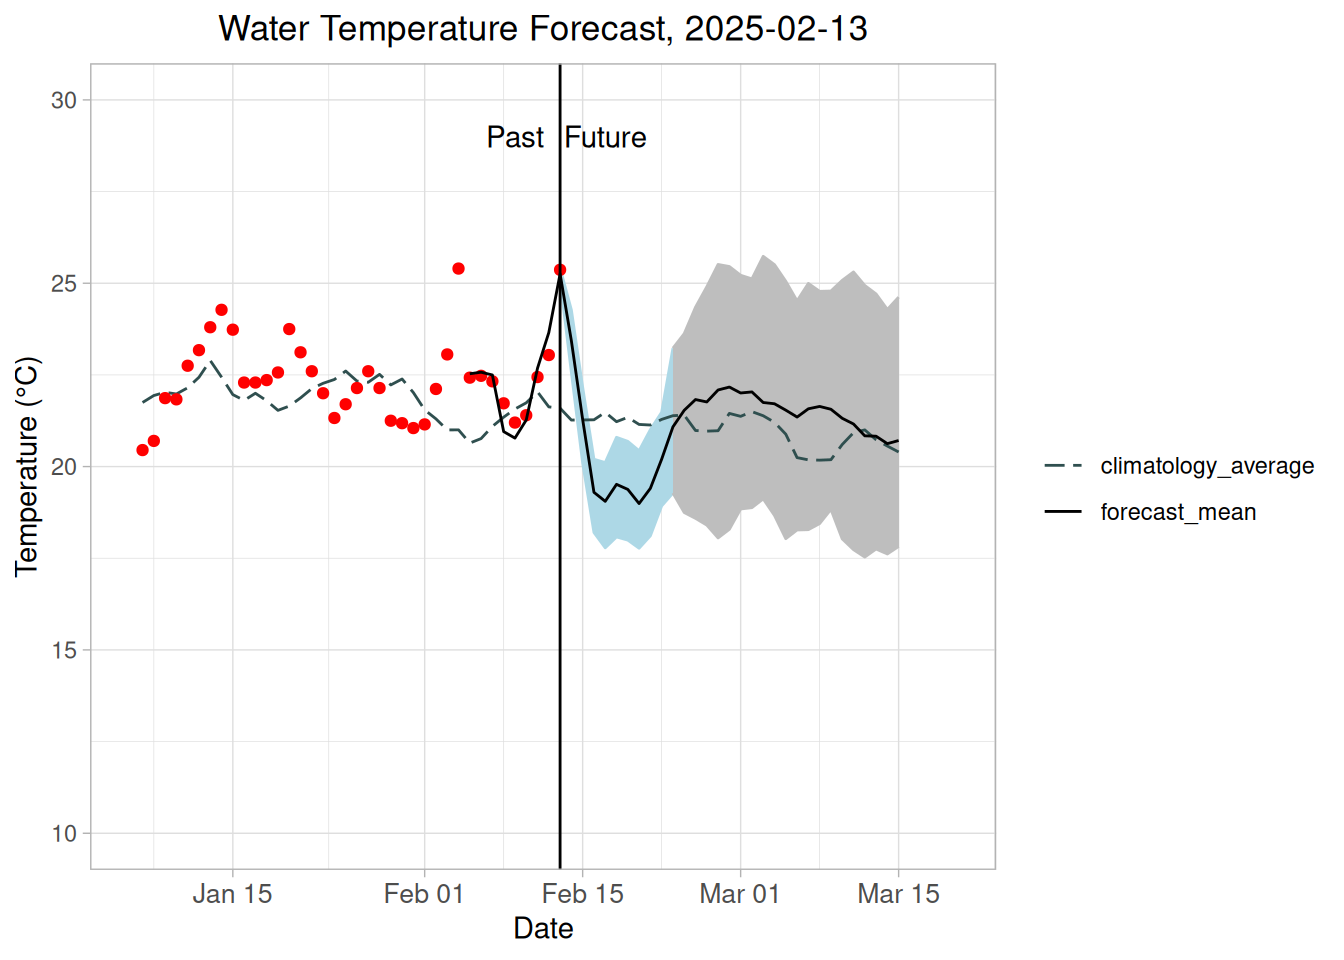 Water Temperature Forecast, 2025-02-13
30
Past Future
25
20
15
10
Temperature (°C)
climatology_average
forecast_mean
Jan 15 Feb 01 Feb 15 Mar 01 Mar 15
Date